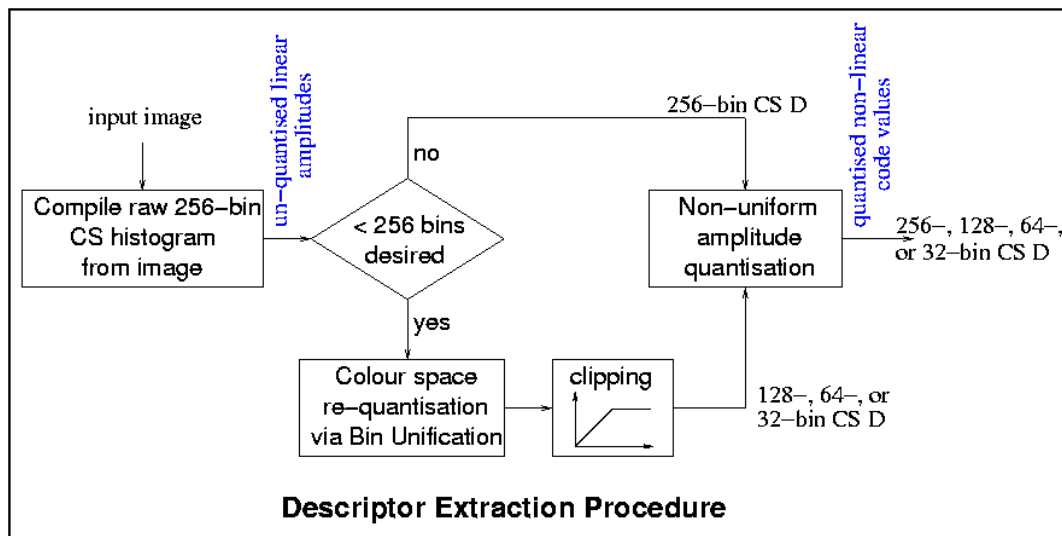 input image
un−quantised linear
amplitudes
Compile raw 256−bin
CS histogram
from image
< 256 bins
desired
no
yes
256−bin CS D
Non−uniform
amplitude
quantisation
quantised non−linear
code values
256−, 128−, 64−,
or 32−bin CS D
Colour space
re−quantisation
via Bin Unification
clipping
128−, 64−, or
32−bin CS D
Descriptor Extraction Procedure